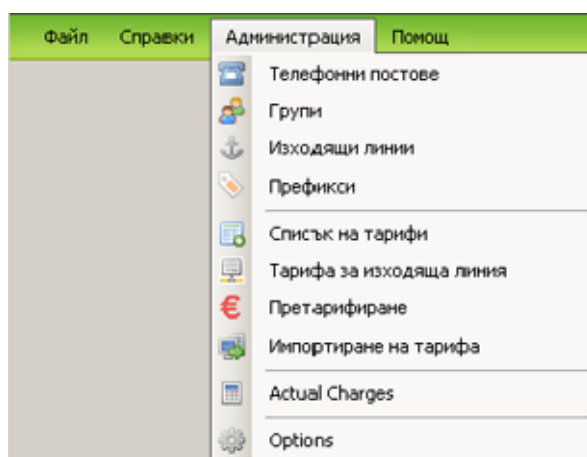 Файл Справки Администрация Помощ
Телефонни постове
Групи
Изходящи линии
Префикси
Списък на тарифи
Тарифа за изходяща линия
Претарифиране
Импортиране на тарифа
Actual Charges
Options